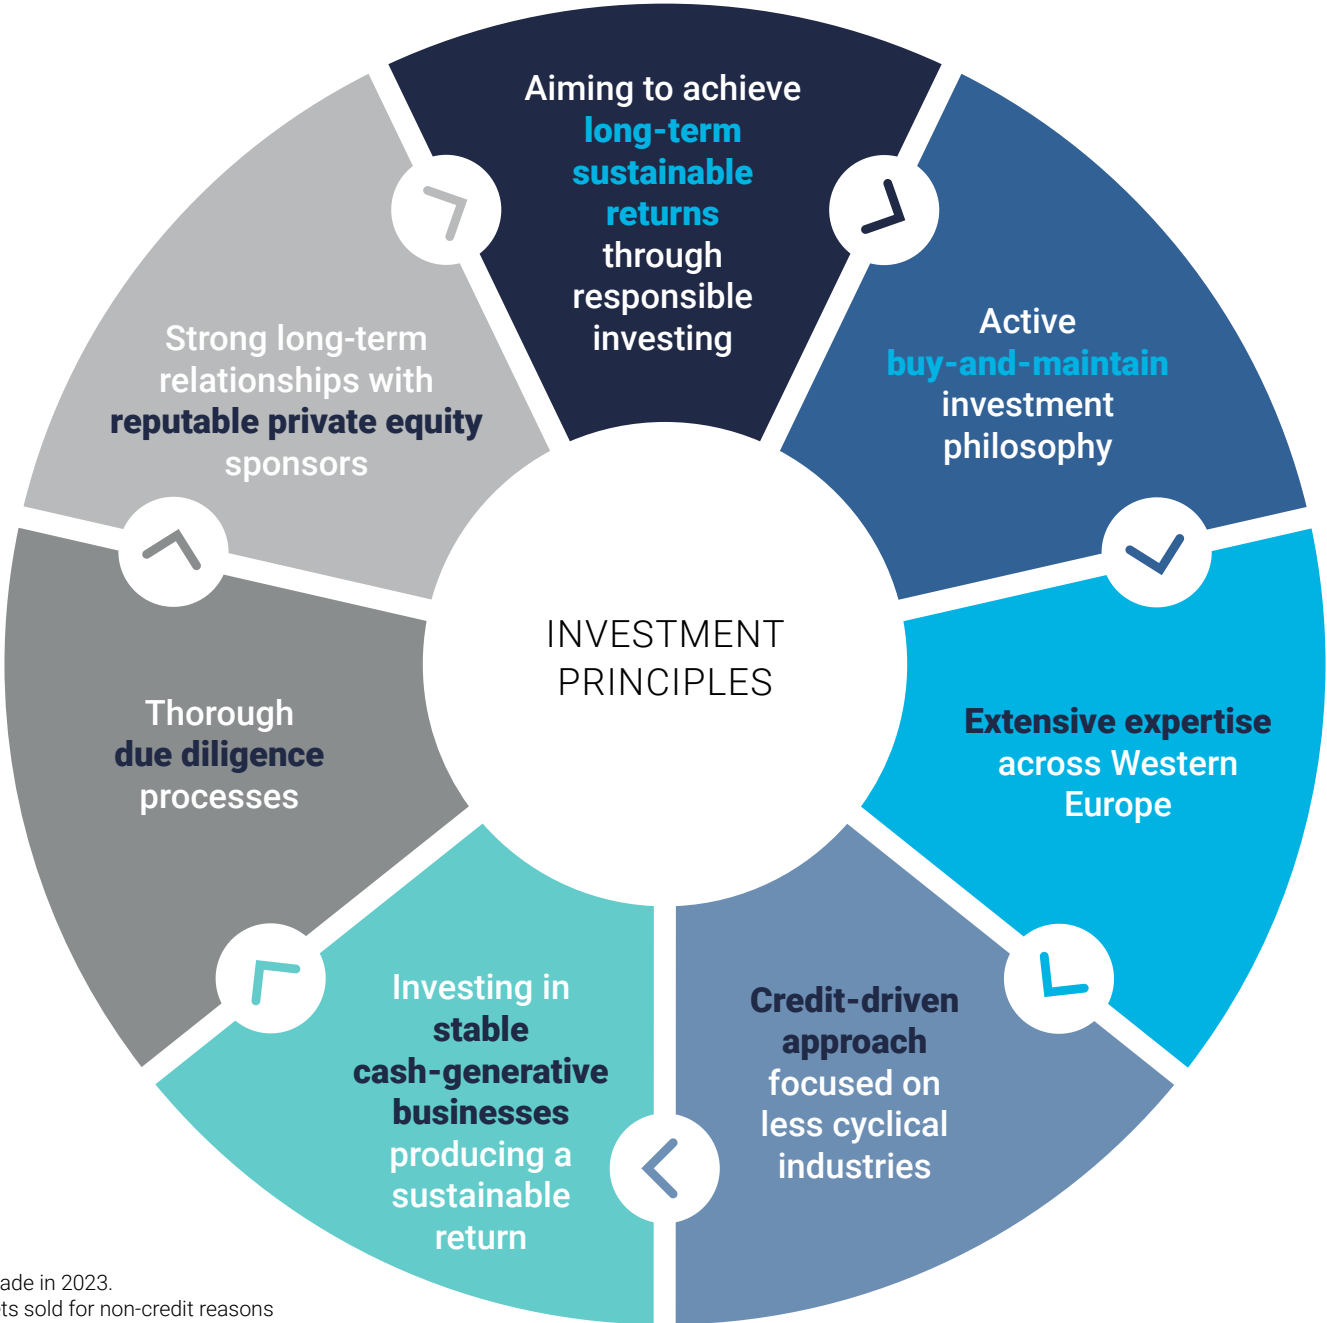 Aiming to achieve
long-term
sustainable
returns
through
responsible
investing
Active
buy-and-maintain
investment
philosophy
Extensive expertise
across Western
Europe
Credit-driven
approach
focused on
less cyclical
industries
Investing in
stable
cash-generative
businesses
producing a
sustainable
return
Thorough
due diligence
processes
Strong long-term
relationships with
reputable private equity
sponsors
INVESTMENT
PRINCIPLES
in 2023.
sold for non-credit reasons